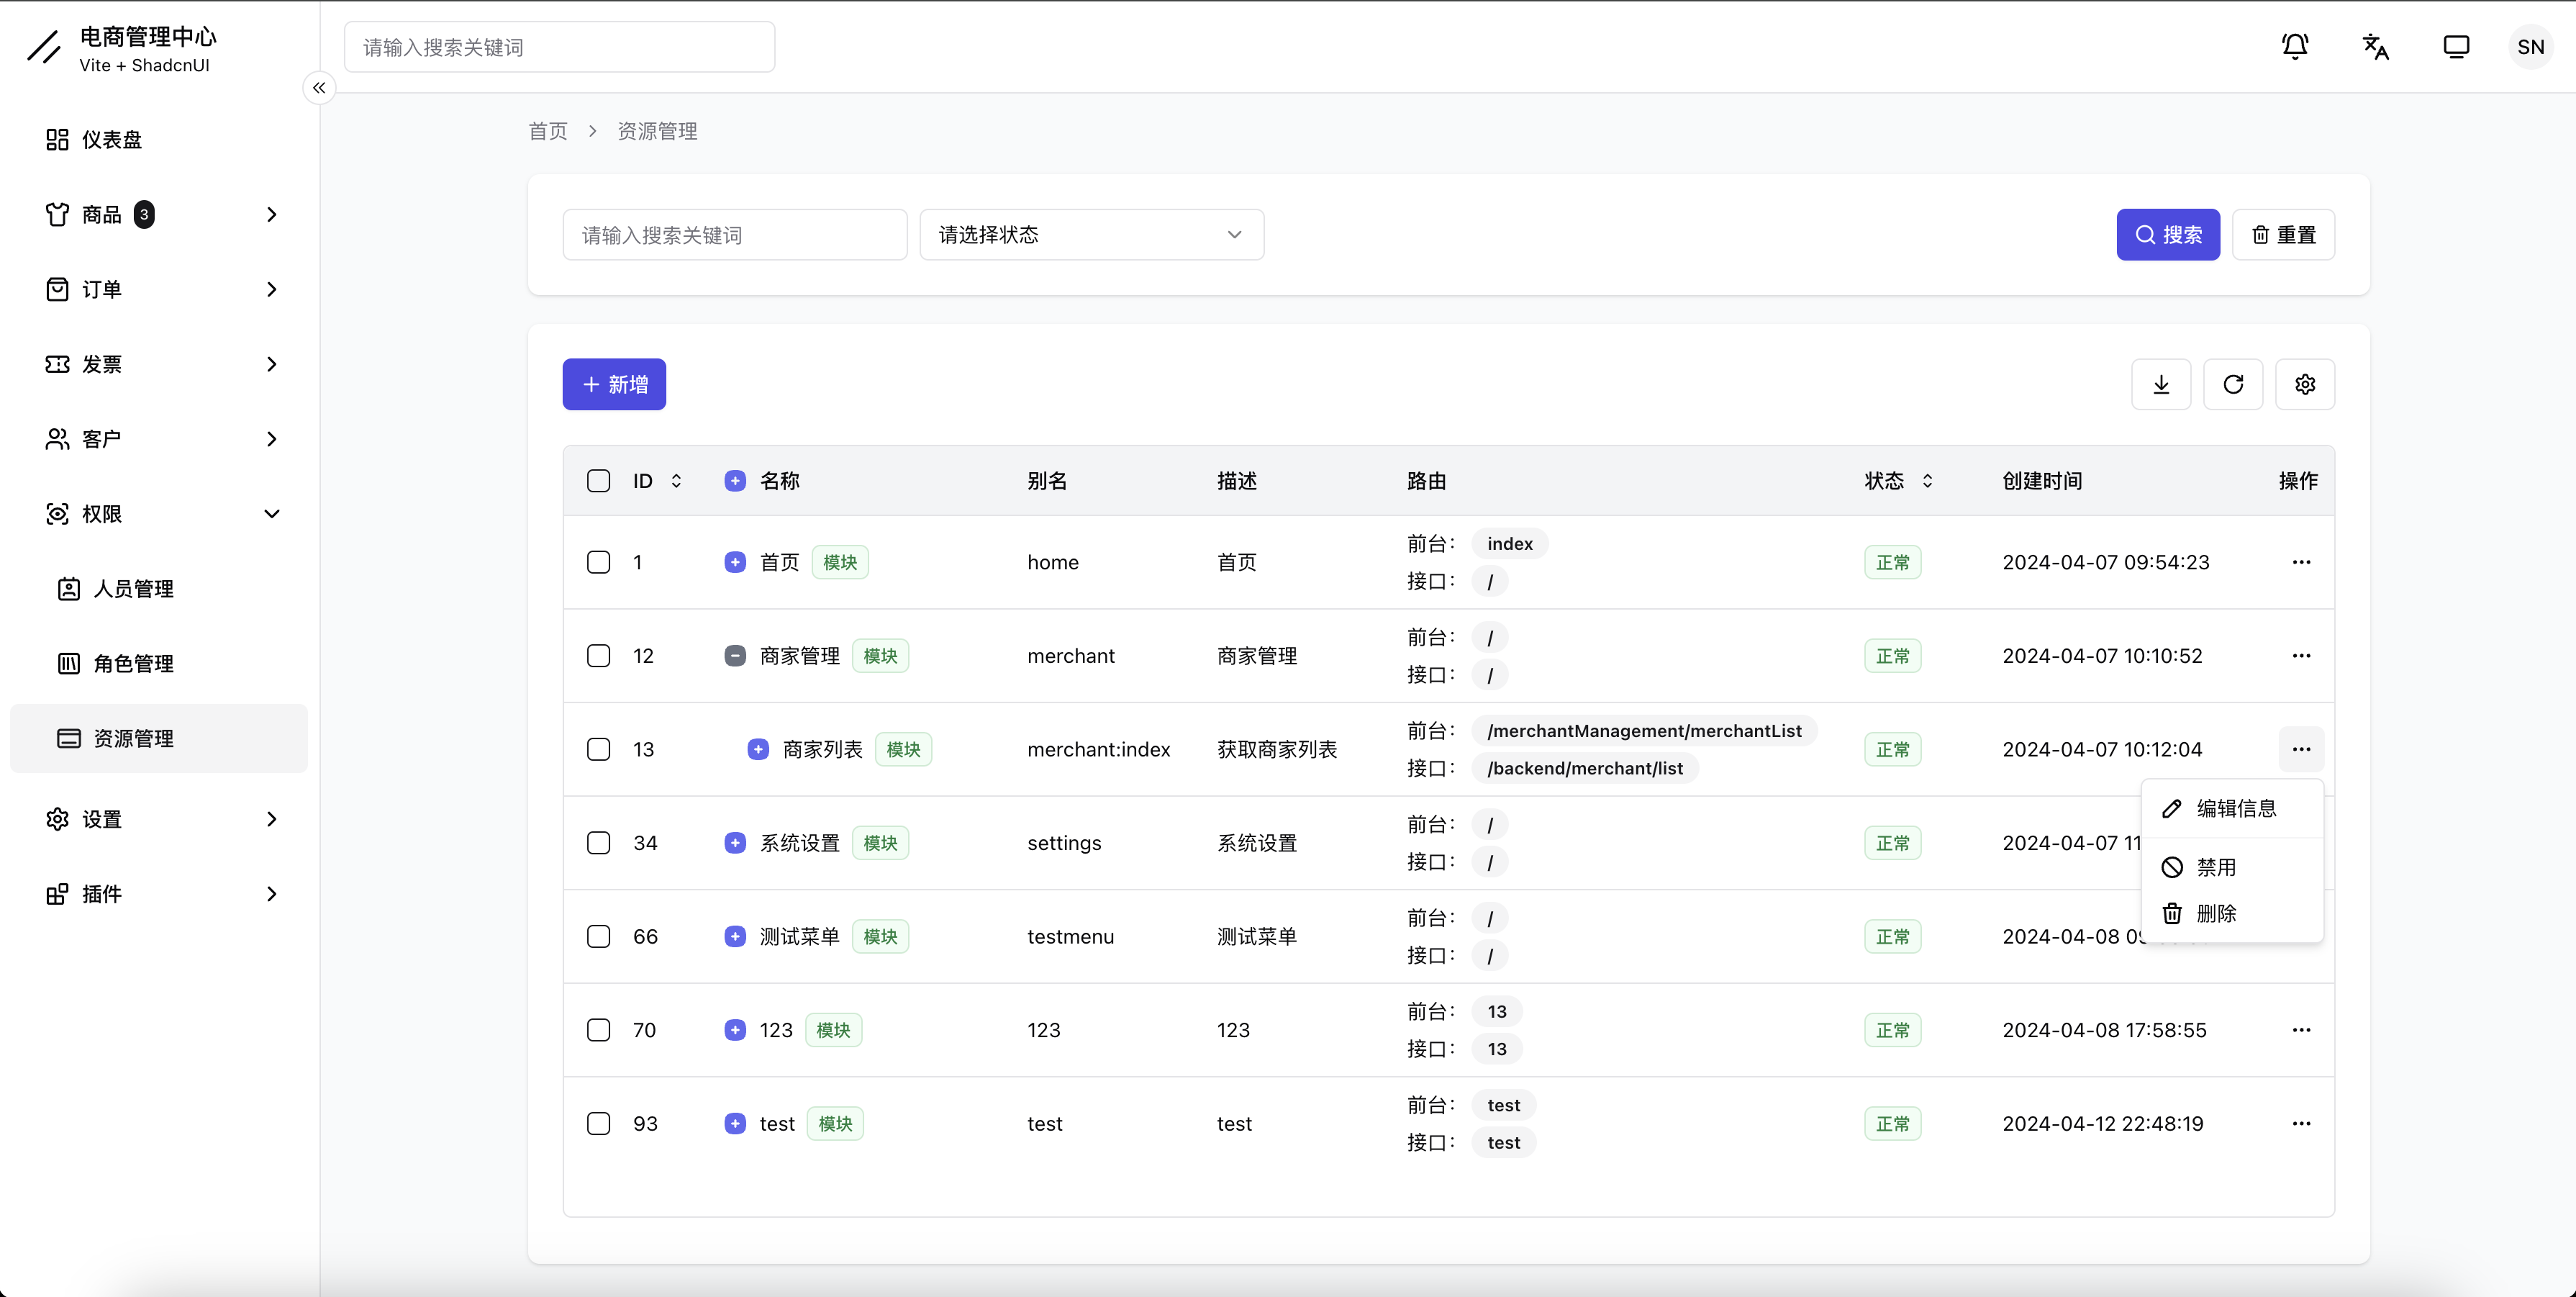 电商管理中心
Vite + ShadcnUI
请输入搜索关键词
SN
仪表盘
商品 3
订单
发票
客户
权限
人员管理
角色管理
资源管理
设置
插件
首页 资源管理
请输入搜索关键词 请选择状态 搜索 重置
新增
ID 名称 别名 描述 路由 状态 创建时间 操作
1 首页 模块 home 首页 前台： index 正常 2024-04-07 09:54:23
接口： /
12 商家管理 模块 merchant 商家管理 前台： / 正常 2024-04-07 10:10:52
接口： /
13 商家列表 模块 merchant:index 获取商家列表 前台： /merchantManagement/merchantList 正常 2024-04-07 10:12:04
接口： /backend/merchant/list
34 系统设置 模块 settings 系统设置 前台： / 正常 2024-04-07 11
接口： /
66 测试菜单 模块 testmenu 测试菜单 前台： / 正常 2024-04-08
接口： /
70 123 模块 123 123 前台： 13 正常 2024-04-08 17:58:55
接口： 13
93 test 模块 test test 前台： test 正常 2024-04-12 22:48:19
接口： test
编辑信息
禁用
删除